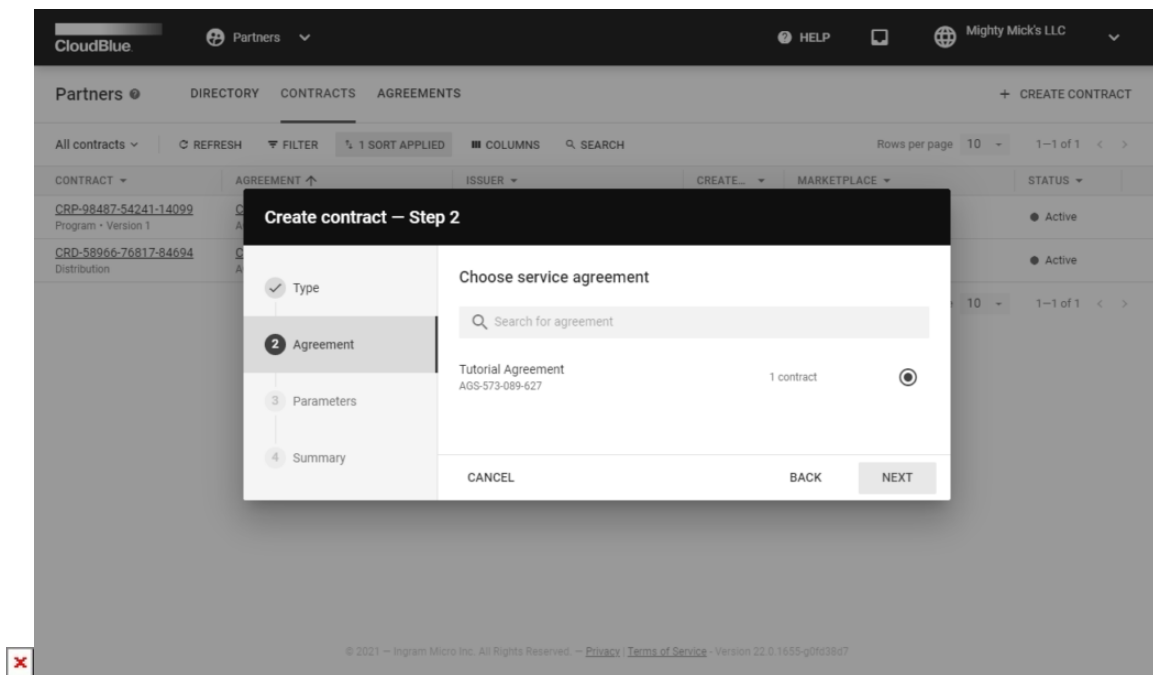 CloudBlue.
Partners
HELP
Mighty Mick's LLC
Partners
DIRECTORY CONTRACTS AGREEMENTS
+ CREATE CONTRACT
All contracts REFRESH FILTER 1 SORT APPLIED COLUMNS SEARCH Rows per page 10 1—1 of 1
CONTRACT AGREEMENT ISSUER CREATE... MARKETPLACE STATUS
CRP-98487-54241-14099 C Active
Program • Version 1 A
CRD-58966-76817-84694 C Active
Distribution A
10 1—1 of 1
Create contract — Step 2
Type
2 Agreement
3 Parameters
4 Summary
Choose service agreement
Search for agreement
Tutorial Agreement
AGS-573-089-627
1 contract
CANCEL BACK NEXT
© 2021 — Ingram Micro Inc. All Rights Reserved. — Privacy | Terms of Service - Version 22.0.1655-g0fd38d7